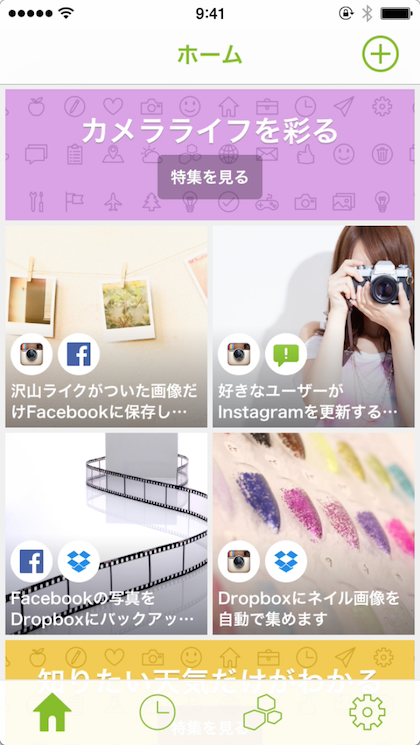 9:41
ホーム
カメラライフを彩る
特集を見る
沢山ライクがついた画像だ
けFacebookに保存し…
好きなユーザーが
Instagramを更新する…
Facebookの写真を
Dropboxにバックアッ…
Dropboxにネイル画像を
自動で集めます
知りたい天気だけがわかる
特集を見る